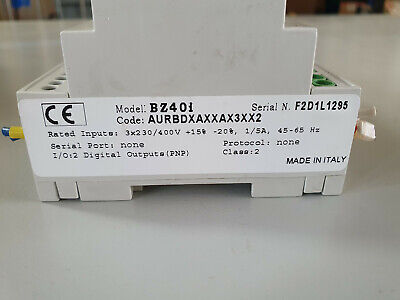 CE
Model: BZ40i Serial N. F2D1L1295
Code: AURBDXAXXAX3XX2
Rated Inputs: 3x230/400V +15% -20%, 1/5A, 45-65 Hz
Serial Port: none Protocol: none
I/O:2 Digital Outputs(PNP) Class:2
MADE IN ITALY